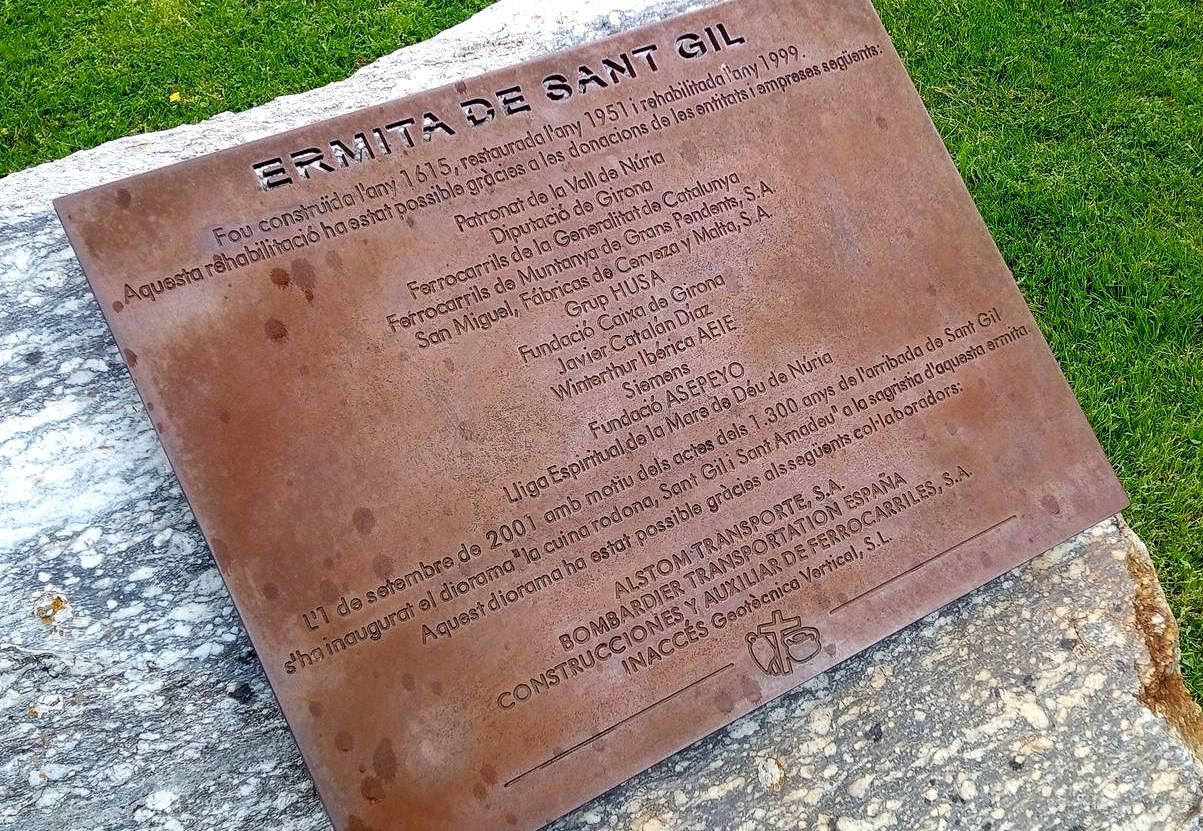 ERMITA DE SANT GIL
Fou construïda l'any 1615, restaurada l'any 1951 i rehabilitada l'any 1999.
Aquesta rehabilitació ha estat possible gràcies a les donacions de les entitats i empreses següents:
Patronat de la Vall de Núria
Diputació de Girona
Ferrocarrils de la Generalitat de Catalunya
Ferrocarrils de Muntanya de Grans Pendents, S.A.
San Miguel, Fábricas de Cerveza y Malta, S.A.
Grup HUSA
Fundació Caixa de Girona
Javier Catalán Díaz
Winterthur Ibèrica AEIE
Siemens
Fundació ASEPEYO
Lliga Espiritual de la Mare de Déu de Núria
L'1 de setembre de 2001 amb motiu dels actes dels 1.300 anys de l'arribada de Sant Gil
s'ha inaugurat el diorama "la cuina rodona, Sant Gil i Sant Amadeu" a la sagristia d'aquesta ermita.
Aquest diorama ha estat possible gràcies als següents col·laboradors:
ALSTOM TRANSPORTE, S.A.
BOMBARDIER TRANSPORTATION ESPAÑA
CONSTRUCCIONES Y AUXILIAR DE FERROCARRILES, S.A.
INACCÉS Geotècnica Vertical, S.L.